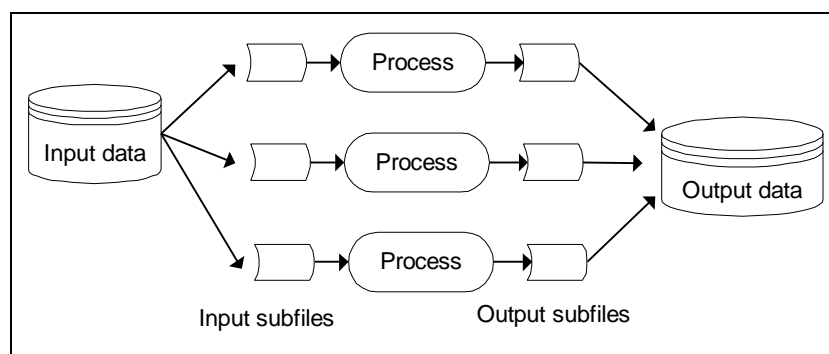 Process
Input data
Process
Output data
Process
Input subfiles
Output subfiles